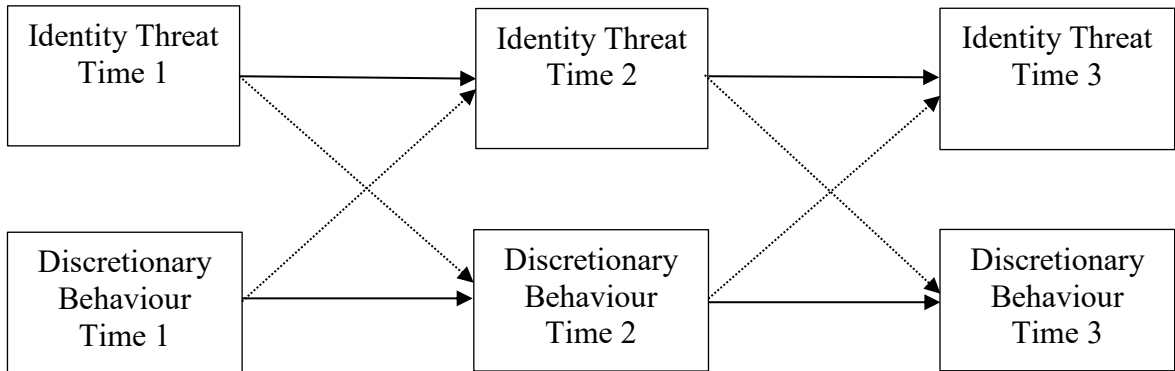 Identity Threat
Time 1
Identity Threat
Time 2
Identity Threat
Time 3
Discretionary
Behaviour
Time 1
Discretionary
Behaviour
Time 2
Discretionary
Behaviour
Time 3